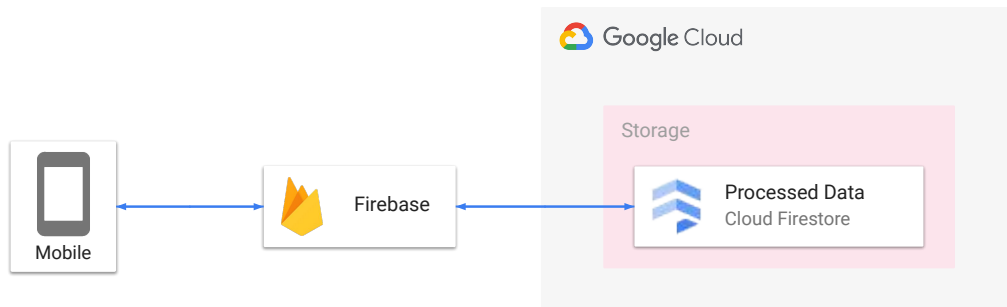 Google Cloud
Storage
Mobile
Firebase
Processed Data
Cloud Firestore